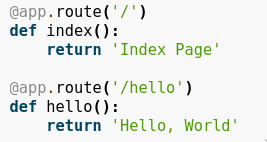 @app.route('/')
def index():
    return 'Index Page'

@app.route('/hello')
def hello():
    return 'Hello, World'